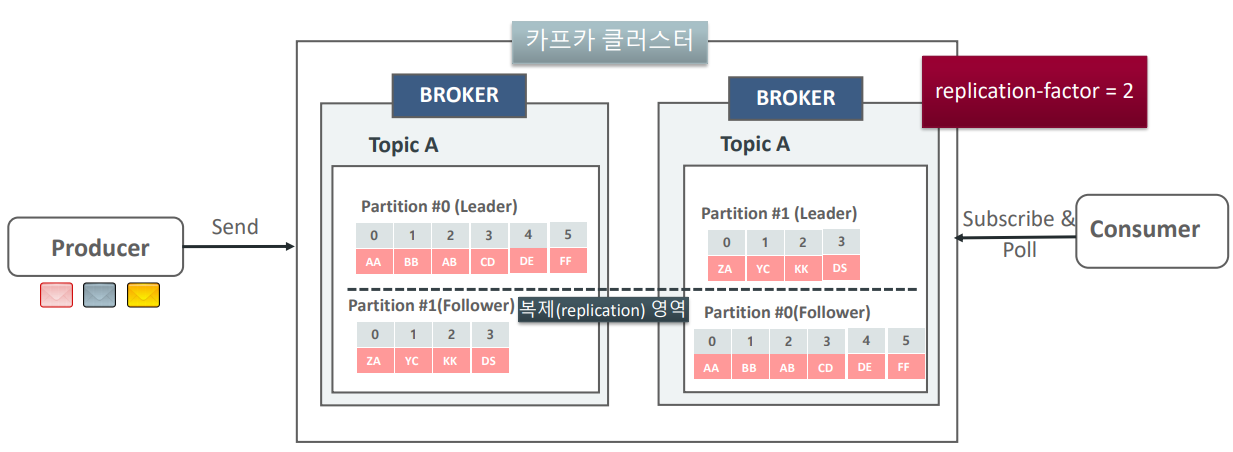 카프카 클러스터
replication-factor = 2
BROKER
Topic A
Partition #0 (Leader)
0 1 2 3 4 5
AA BB AB CD DE FF
Partition #1(Follower)
0 1 2 3
ZA YC KK DS
복제(replication) 영역
BROKER
Topic A
Partition #1 (Leader)
0 1 2 3
ZA YC KK DS
Partition #0(Follower)
0 1 2 3 4 5
AA BB AB CD DE FF
Producer
Send
Subscribe &
Poll
Consumer